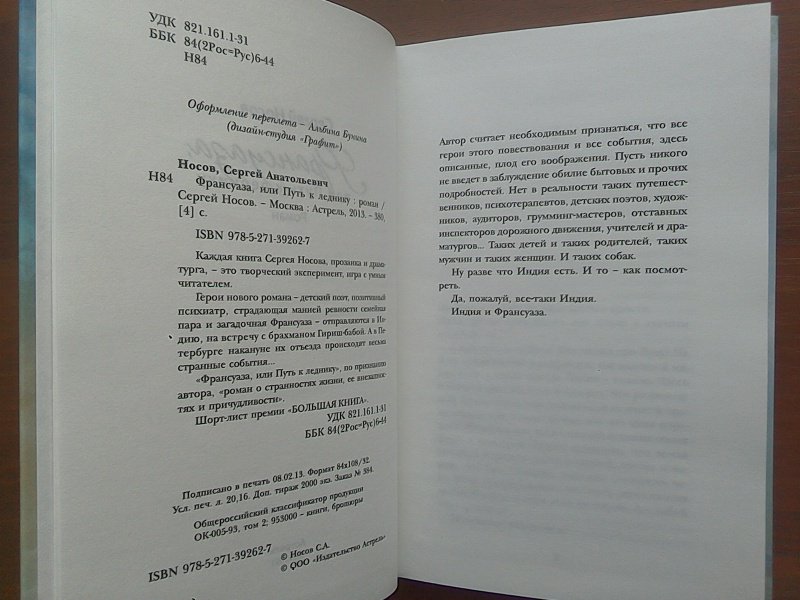 УДК 821.161.1-31
ББК 84(2Рос=Рус)6-44
Н84
Оформление переплета – Альбина Бунина
(дизайн-студия «Графит»)
Носов, Сергей Анатольевич
Н84 Франсуаза, или Путь к леднику : роман /
Сергей Носов. – Москва : Астрель, 2013. – 380,
[4] с.
ISBN 978-5-271-39262-7
Каждая книга Сергея Носова, прозаика и драма-
турга, – это творческий эксперимент, игра с умным
читателем.
Герои нового романа – детский поэт, позитивный
психиатр, страдающая манией ревности семейная
пара и загадочная Франсуаза – отправляются в Ин-
дию, на встречу с брахманом Гириш-бабой. А в Пе-
тербурге накануне их отъезда происходят весьма
странные события...
«Франсуаза, или Путь к леднику», по признанию
автора, «роман о странностях жизни, ее внезапнос-
тях и причудливости».
Шорт-лист премии «БОЛЬШАЯ КНИГА».
УДК 821.161.1-31
ББК 84(2Рос=Рус)6-44
Подписано в печать 08.02.13. Формат 84х108/32.
Усл. печ. л. 20,16. Доп. тираж 2000 экз. Заказ № 384.
Общероссийский классификатор продукции
ОК-005-93, том 2; 953000 – книги, брошюры
ISBN 978-5-271-39262-7
© Носов С.А.
© ООО «Издательство Астрель»
Автор считает необходимым признаться, что все
герои этого повествования и все события, здесь
описанные, плод его воображения. Пусть никого
не введет в заблуждение обилие бытовых и прочих
подробностей. Нет в реальности таких путешест-
венников, психотерапевтов, детских поэтов, худож-
ников, аудиторов, грумминг-мастеров, отставных
инспекторов дорожного движения, учителей и дра-
матургов... Таких детей и таких родителей, таких
мужчин и таких женщин. И таких собак.
Ну разве что Индия есть. И то – как посмот-
реть.
Да, пожалуй, все-таки Индия.
Индия и Франсуаза.